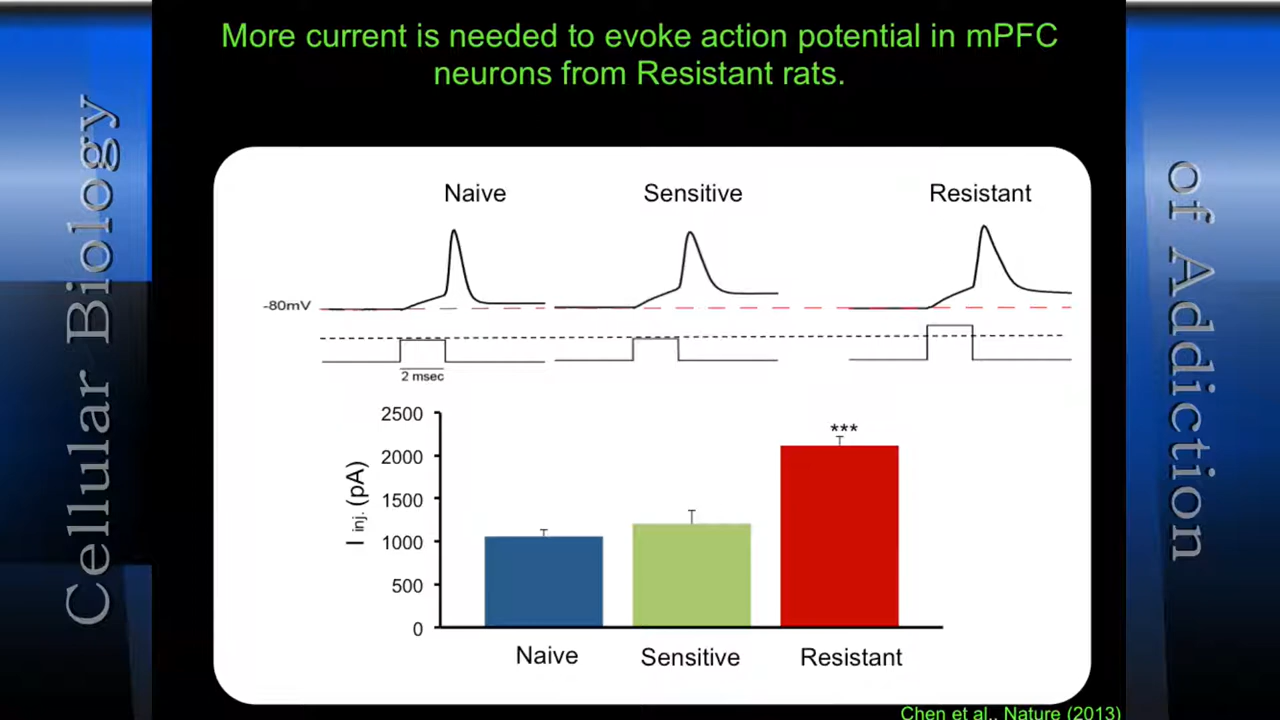 More current is needed to evoke action potential in mPFC
neurons from Resistant rats.
Cellular Biology
of Addiction
Naive
Sensitive
Resistant
-80mV
2 msec
2500
2000
1500
1000
500
0
I inj. (pA)
***
Naive
Sensitive
Resistant
Chen et al., Nature (2013)